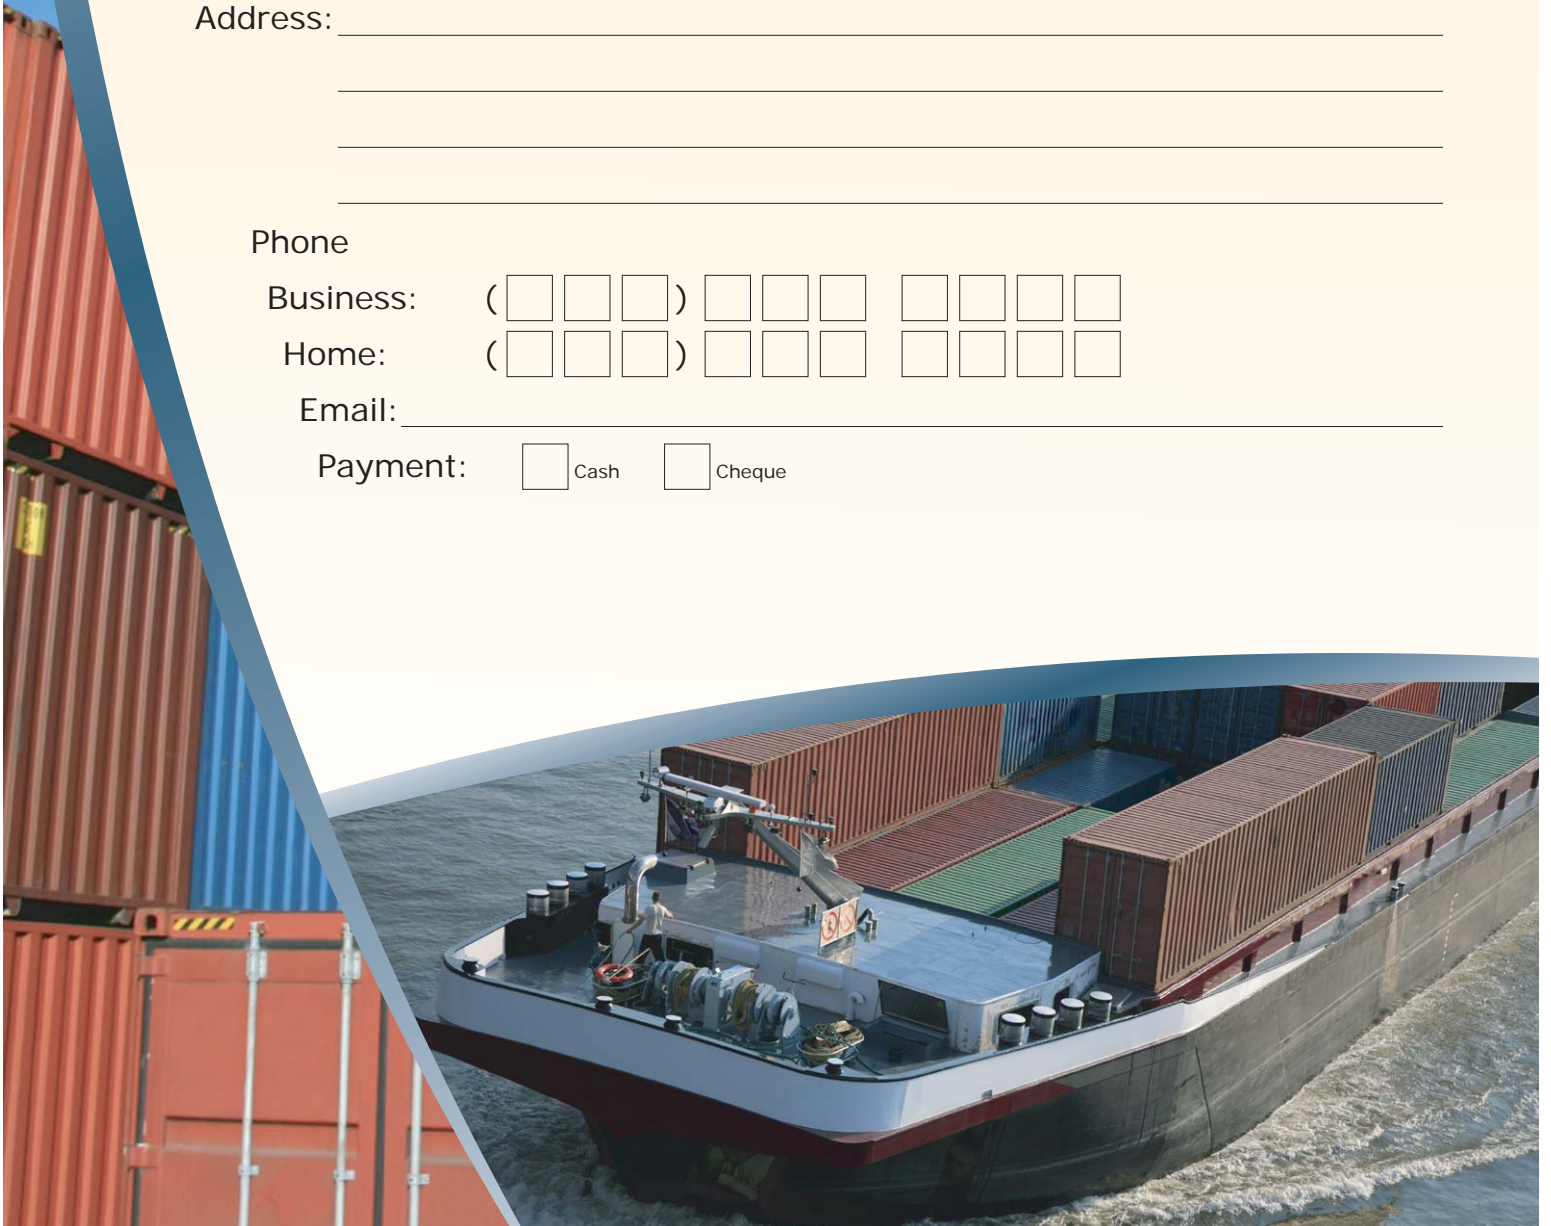 Address:
Phone
Business: ( ) 
Home: ( )
Email:
Payment: Cash Cheque